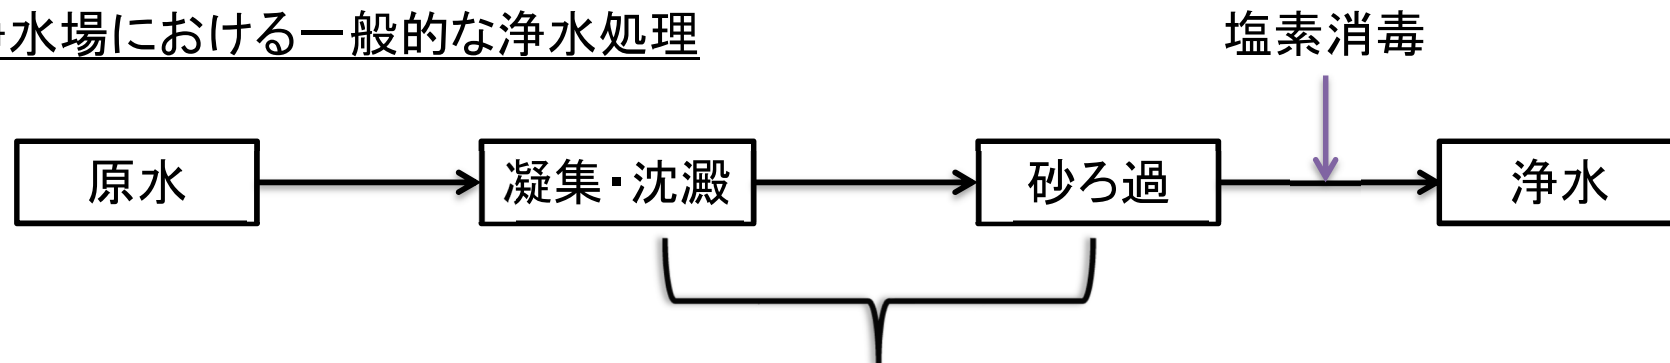 水場における一般的な浄水処理
塩素消毒
原水
凝集・沈澱
砂ろ過
浄水